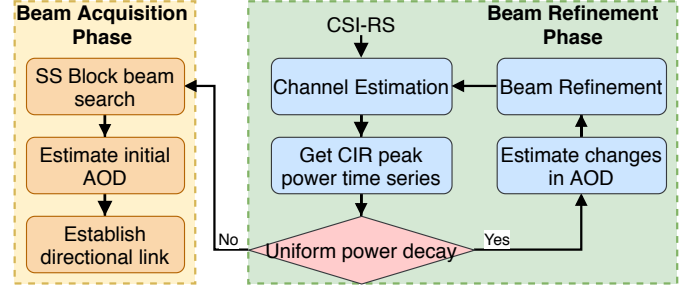 Beam Acquisition
Phase
SS Block beam
search
Estimate initial
AOD
Establish
directional link
Beam Refinement
Phase
CSI-RS
Channel Estimation
Beam Refinement
Get CIR peak
power time series
Estimate changes
in AOD
No
Uniform power decay
Yes